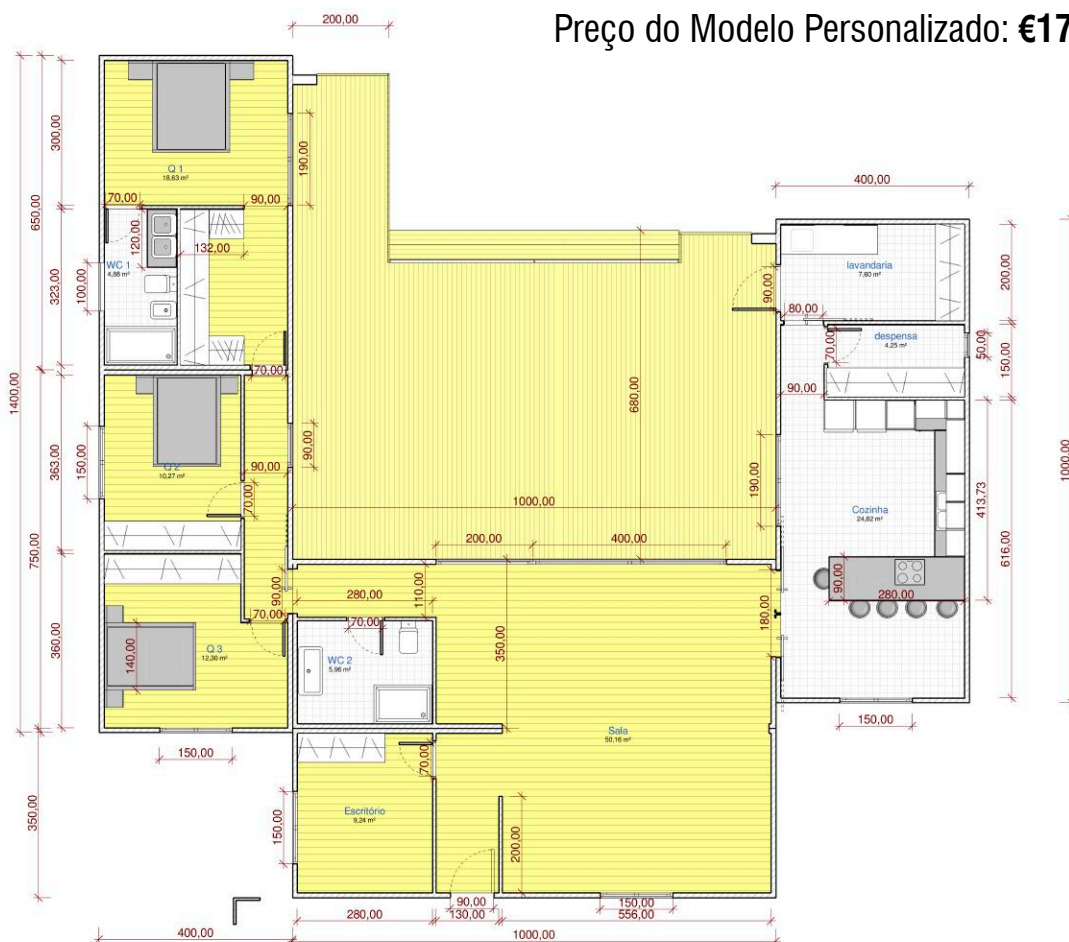 Preço do Modelo Personalizado: €17
200,00
400,00
1400,00
650,00
750,00
350,00
300,00
323,00
363,00
360,00
100,00
150,00
Q 1
18,63 m²
190,00
70,00
90,00
120,00
132,00
WC 1
4,88 m²
70,00
Q 2
10,27 m²
90,00
70,00
90,00
90,00
70,00
Q 3
12,30 m²
140,00
150,00
680,00
1000,00
200,00
400,00
280,00
110,00
350,00
180,00
70,00
WC 2
5,96 m²
Sala
50,16 m²
Escritório
9,24 m²
70,00
150,00
200,00
lavandaria
7,60 m²
90,00
80,00
despensa
4,25 m²
70,00
90,00
190,00
Cozinha
24,82 m²
90,00
280,00
150,00
200,00
50,00
150,00
413,73
616,00
1000,00
90,00
150,00
280,00
130,00
556,00
400,00
1000,00